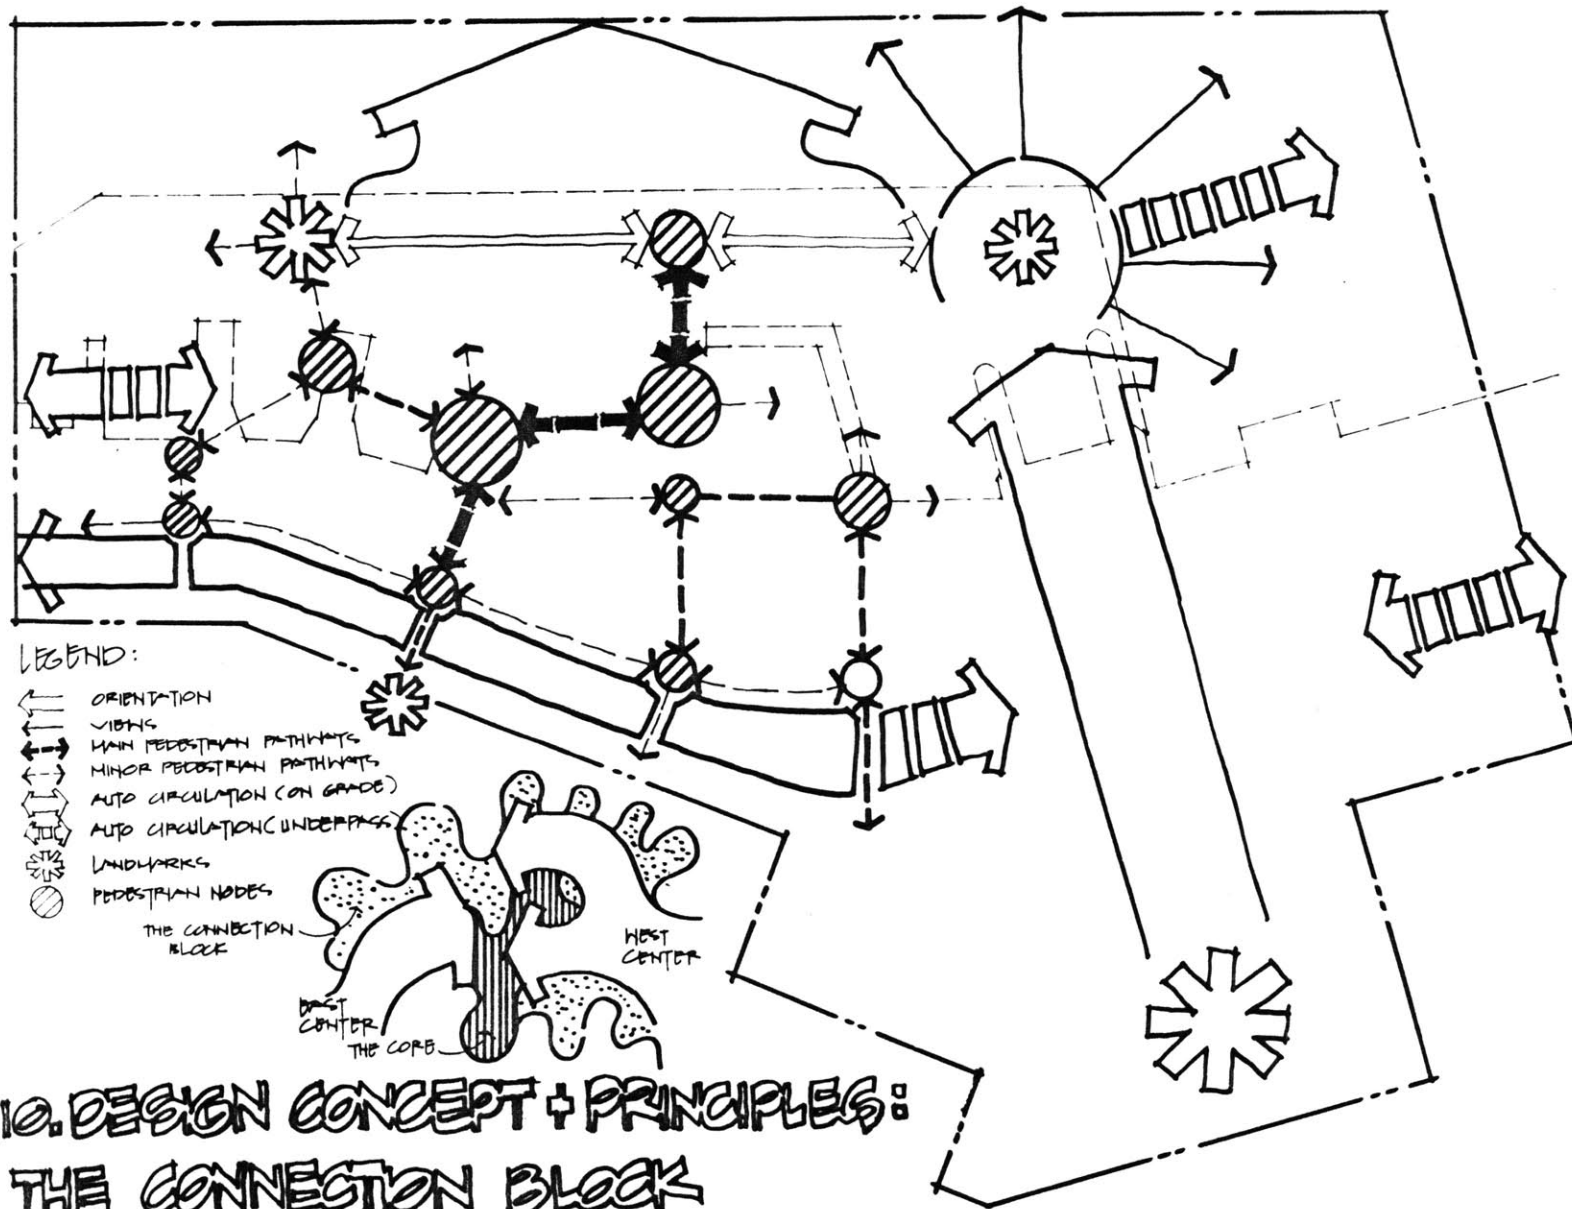 LEGEND:
ORIENTATION
VIEWS
MAIN PEDESTRIAN PATHWAYS
MINOR PEDESTRIAN PATHWAYS
AUTO CIRCULATION (ON GRADE)
AUTO CIRCULATION (UNDERPASS)
LANDMARKS
PEDESTRIAN NODES
THE CONNECTION
BLOCK
WEST
CENTER
EAST
CENTER
THE CORE
10. DESIGN CONCEPT + PRINCIPLES:
THE CONNECTION BLOCK